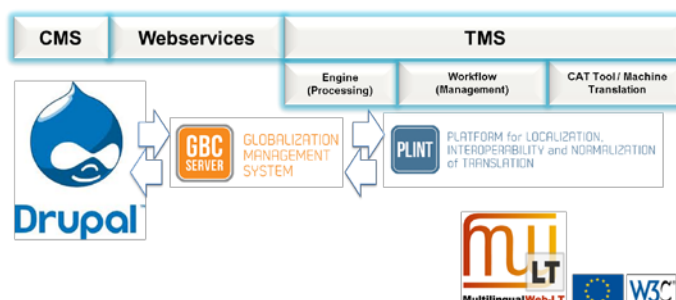 CMS
Webservices
TMS
Engine
(Processing)
Workflow
(Management)
CAT Tool / Machine
Translation
GBC
SERVER
GLOBALIZATION
MANAGEMENT
SYSTEM
PLINT
PLATFORM for LOCALIZATION,
INTEROPERABILITY and NORMALIZATION
of TRANSLATION
Drupal
mu
LT
MultilingualWeb-LT
W3C